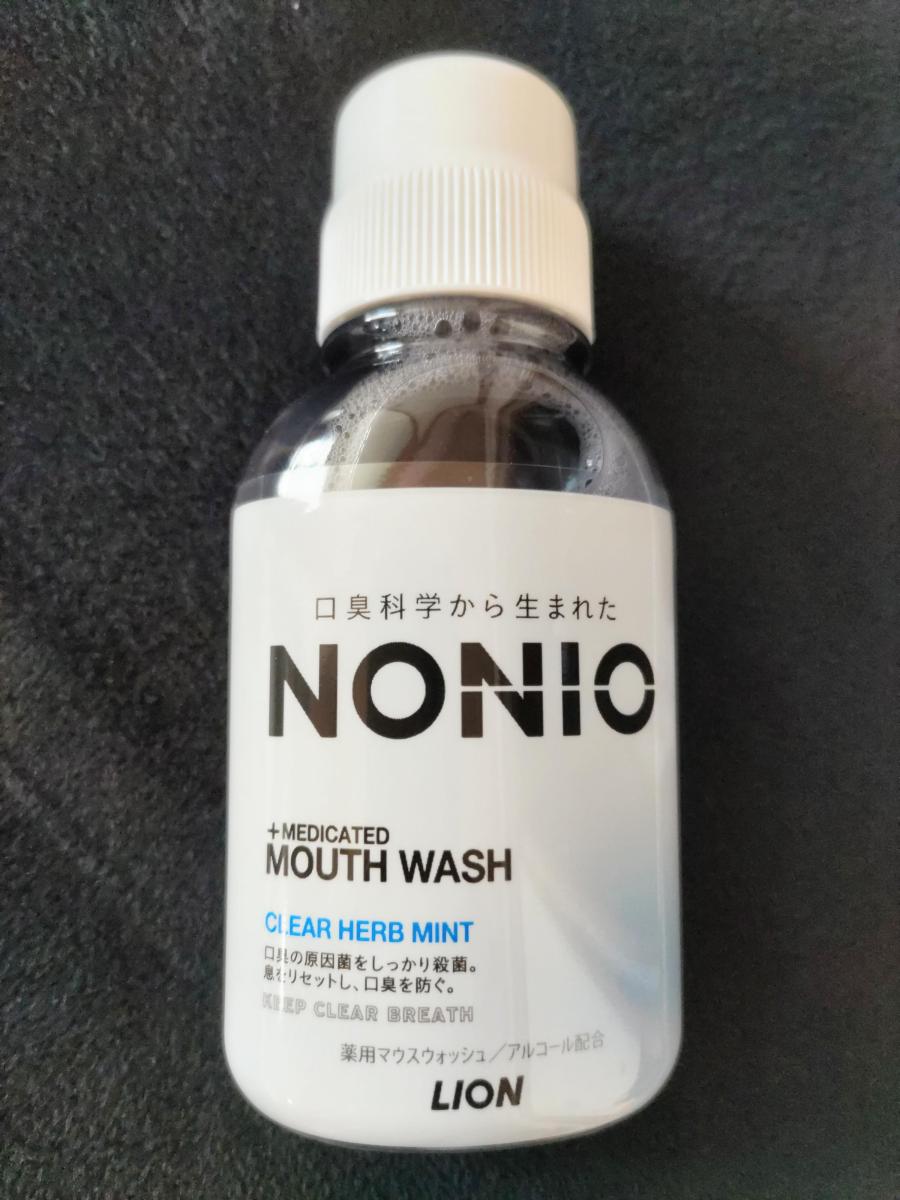 口臭科学から生まれた
NONIO
+MEDICATED
MOUTH WASH
CLEAR HERB MINT
口臭の原因菌をしっかり殺菌。
息をリセットし、口臭を防ぐ。
KEEP CLEAR BREATH
薬用マウスウォッシュ／アルコール配合
LION